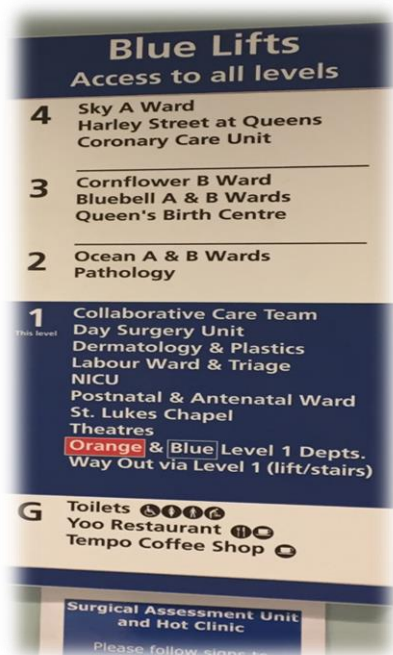 Blue Lifts
Access to all levels
4 Sky A Ward
Harley Street at Queens
Coronary Care Unit
3 Cornflower B Ward
Bluebell A & B Wards
Queen's Birth Centre
2 Ocean A & B Wards
Pathology
1 Collaborative Care Team
This level Day Surgery Unit
Dermatology & Plastics
Labour Ward & Triage
NICU
Postnatal & Antenatal Ward
St. Lukes Chapel
Theatres
Orange & Blue Level 1 Depts.
Way Out via Level 1 (lift/stairs)
G Toilets
Yoo Restaurant
Tempo Coffee Shop
Surgical Assessment Unit
and Hot Clinic
Please follow signs to